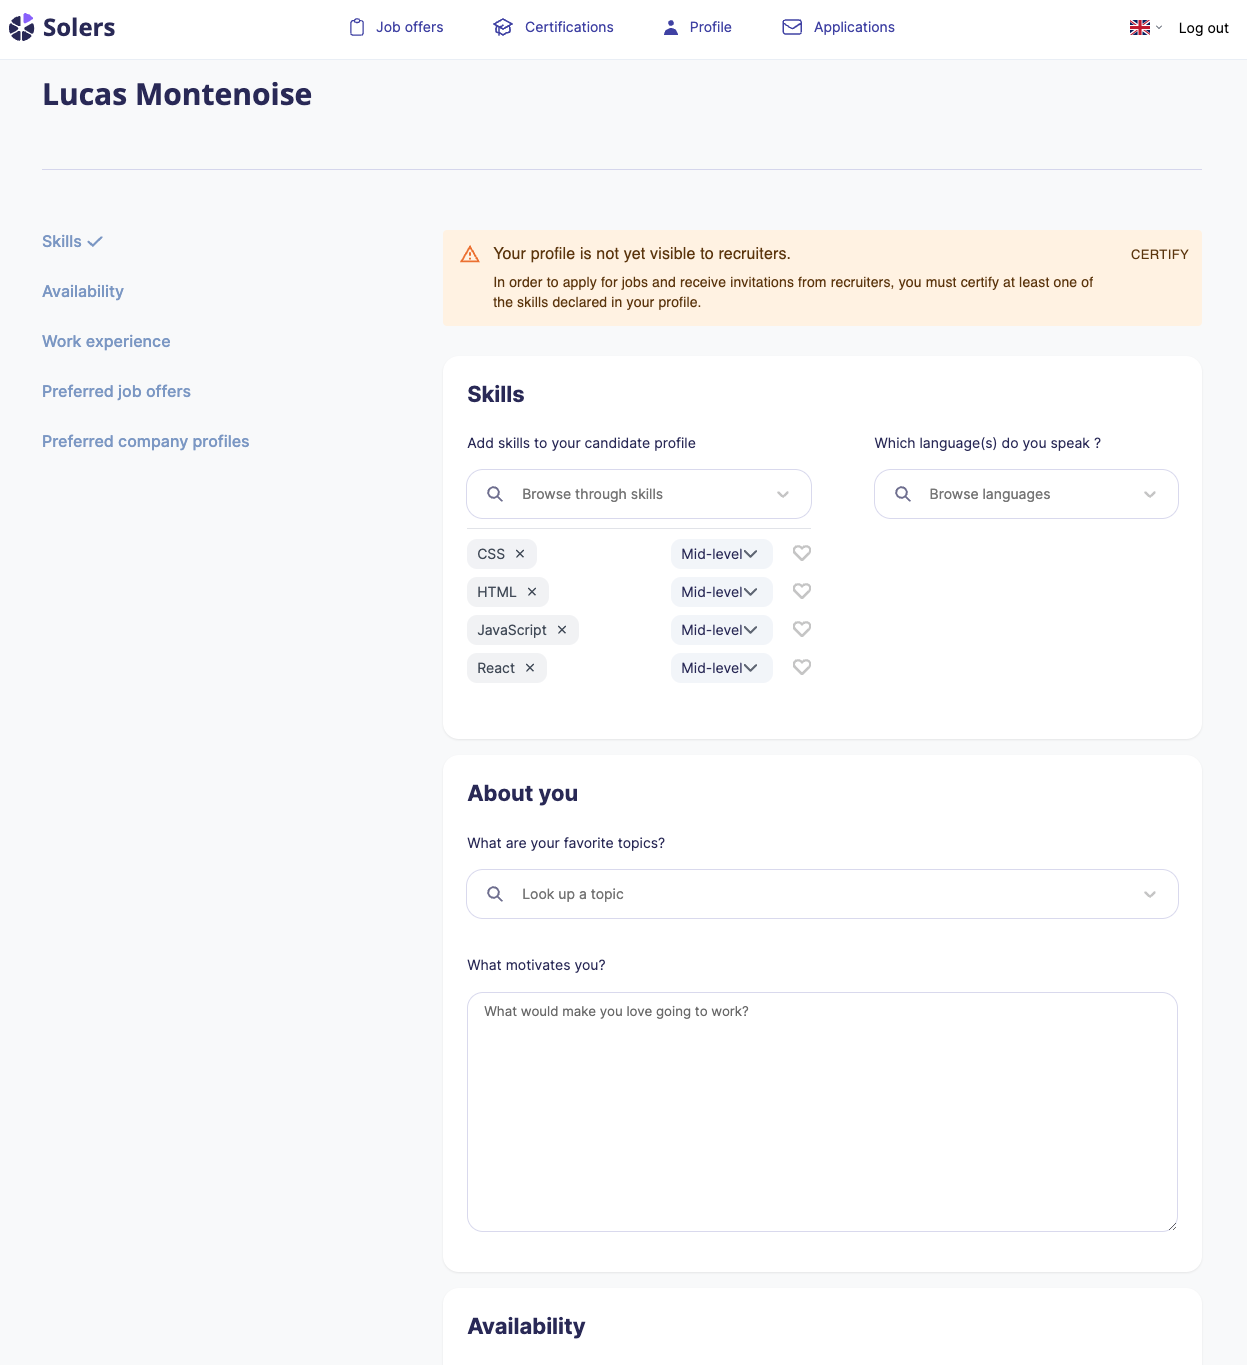 Solers
Job offers
Certifications
Profile
Applications
Log out
Lucas Montenoise
Skills
Availability
Work experience
Preferred job offers
Preferred company profiles
Your profile is not yet visible to recruiters.
CERTIFY
In order to apply for jobs and receive invitations from recruiters, you must certify at least one of
the skills declared in your profile.
Skills
Add skills to your candidate profile
Which language(s) do you speak ?
Browse through skills
Browse languages
CSS
Mid-level
HTML
Mid-level
JavaScript
Mid-level
React
Mid-level
About you
What are your favorite topics?
Look up a topic
What motivates you?
What would make you love going to work?
Availability